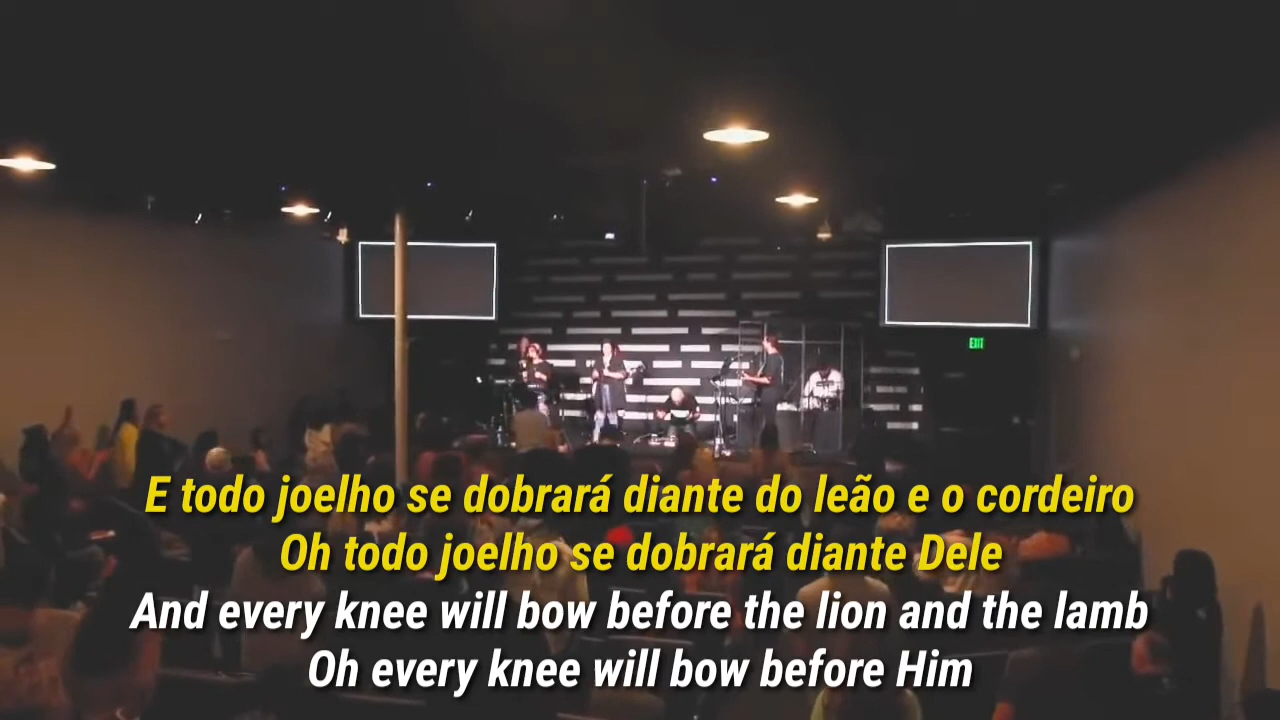 EXIT
E todo joelho se dobrará diante do leão e o cordeiro
Oh todo joelho se dobrará diante Dele
And every knee will bow before the lion and the lamb
Oh every knee will bow before Him